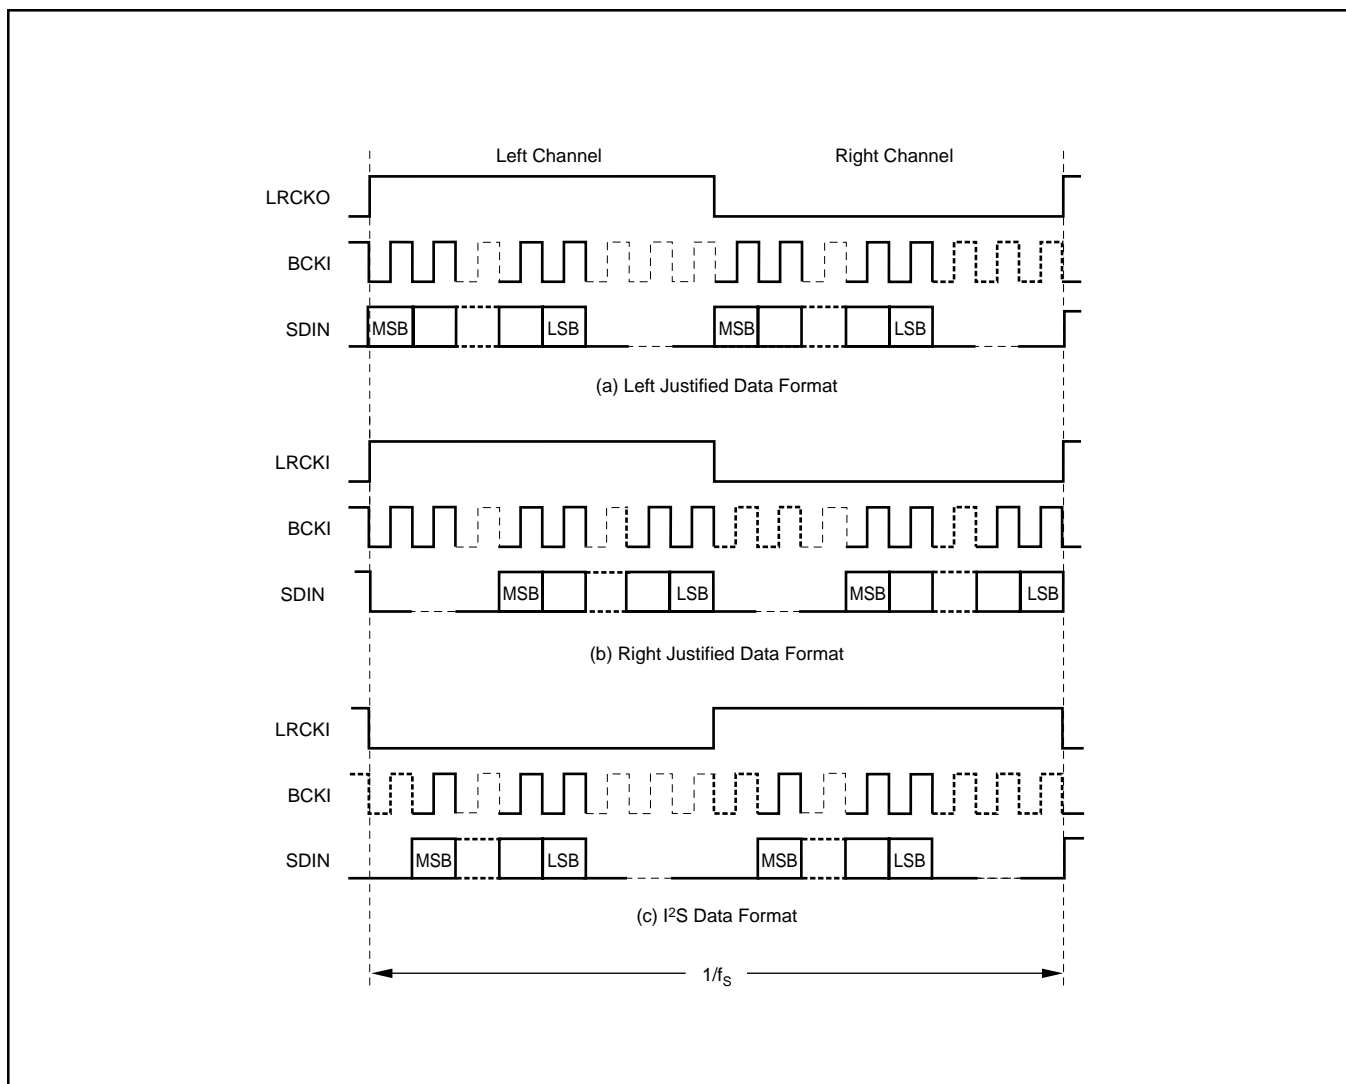 Left Channel Right Channel
LRCKO
BCKI
SDIN MSB LSB MSB LSB
(a) Left Justified Data Format
LRCKI
BCKI
SDIN MSB LSB MSB LSB
(b) Right Justified Data Format
LRCKI
BCKI
SDIN MSB LSB MSB LSB
(c) I²S Data Format
1/fS